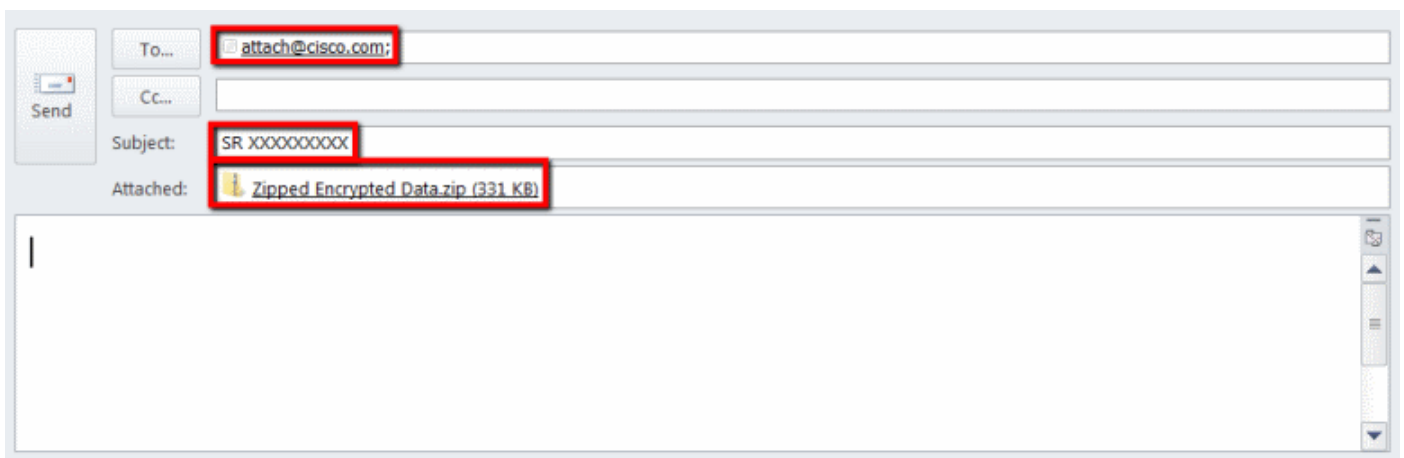 To...
attach@cisco.com;
Send
Cc...
Subject:
SR XXXXXXXXX
Attached:
Zipped Encrypted Data.zip (331 KB)